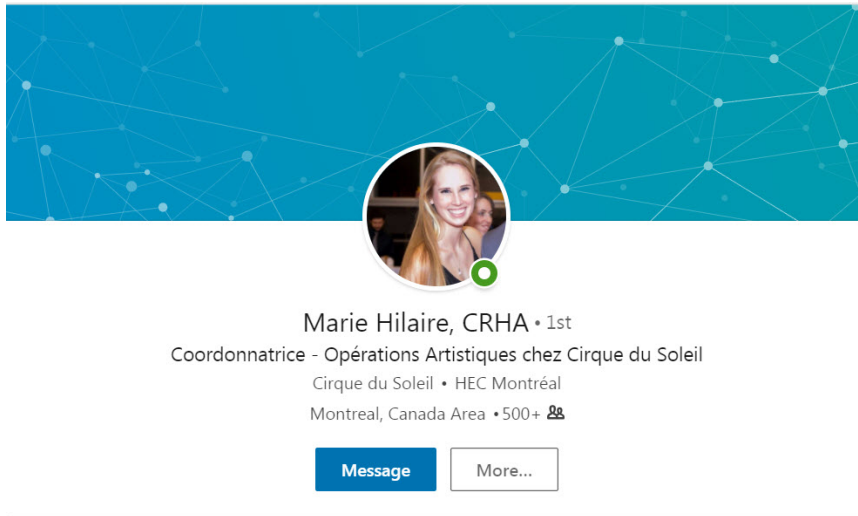 Marie Hilaire, CRHA • 1st
Coordonnatrice - Opérations Artistiques chez Cirque du Soleil
Cirque du Soleil • HEC Montréal
Montreal, Canada Area • 500+
Message
More...